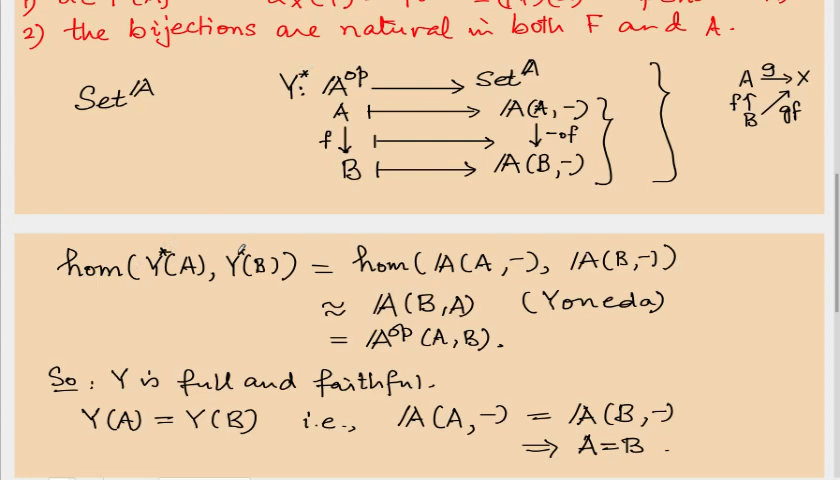 2) the bijections are natural in both F and A.
Set^𝔸
Y*: 𝔸^op ⟶ Set^𝔸
A ⟼ 𝔸(A, -)
f↓ ⟼ ↓-of
B ⟼ 𝔸(B, -)
A g→ X
f↑ ↗ gf
B
hom(Y*(A), Y*(B)) = hom(𝔸(A, -), 𝔸(B, -))
≈ 𝔸(B, A) (Yoneda)
= 𝔸^op (A, B).
So: Y is full and faithful.
Y(A) = Y(B) i.e., 𝔸(A, -) = 𝔸(B, -)
⟹ A = B.